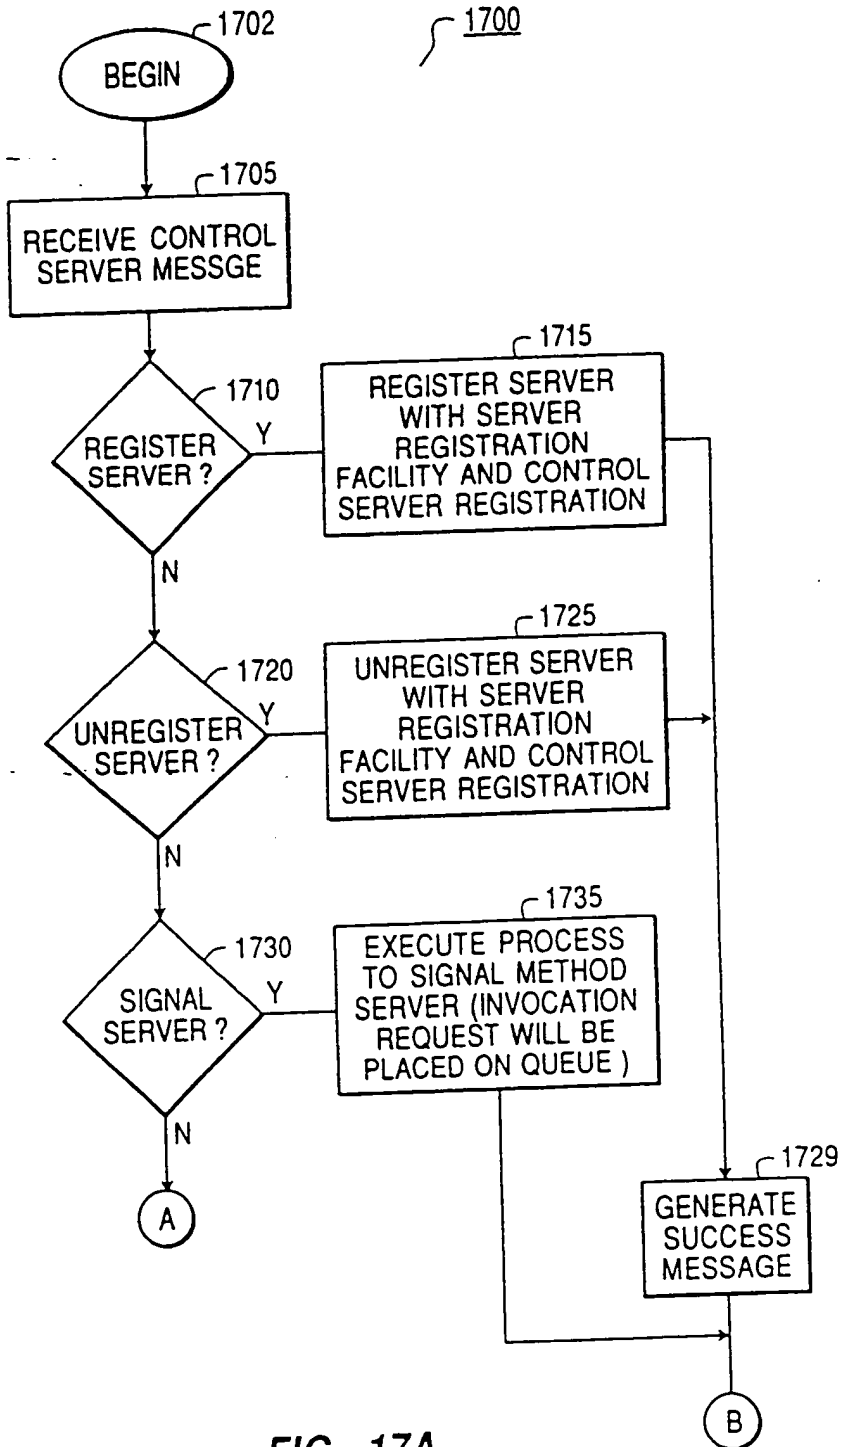 1700
1702
BEGIN
1705
RECEIVE CONTROL
SERVER MESSGE
1710
REGISTER
SERVER ?
Y
N
1715
REGISTER SERVER
WITH SERVER
REGISTRATION
FACILITY AND CONTROL
SERVER REGISTRATION
1720
UNREGISTER
SERVER ?
Y
N
1725
UNREGISTER SERVER
WITH SERVER
REGISTRATION
FACILITY AND CONTROL
SERVER REGISTRATION
1730
SIGNAL
SERVER ?
Y
N
1735
EXECUTE PROCESS
TO SIGNAL METHOD
SERVER (INVOCATION
REQUEST WILL BE
PLACED ON QUEUE )
A
1729
GENERATE
SUCCESS
MESSAGE
B
FIG. 17A